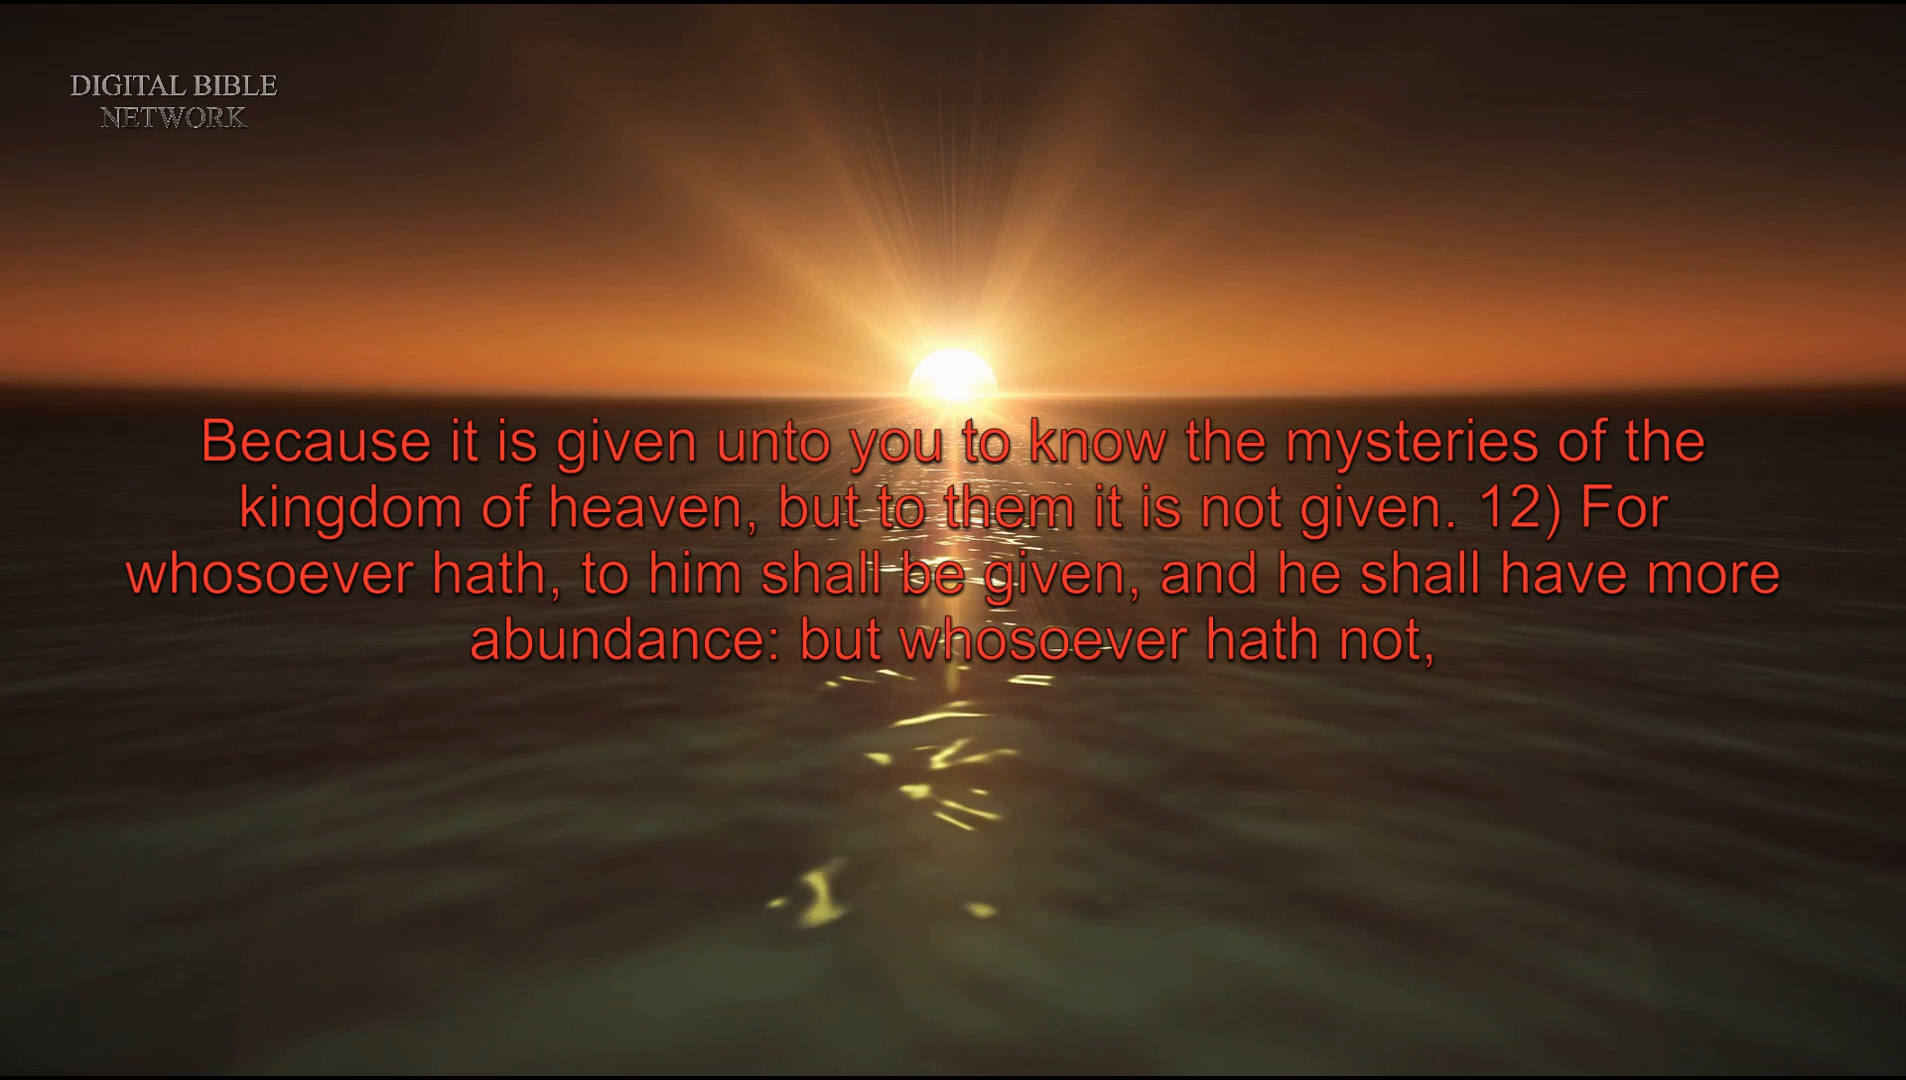 DIGITAL BIBLE
NETWORK
Because it is given unto you to know the mysteries of the
kingdom of heaven, but to them it is not given. 12) For
whosoever hath, to him shall be given, and he shall have more
abundance: but whosoever hath not,